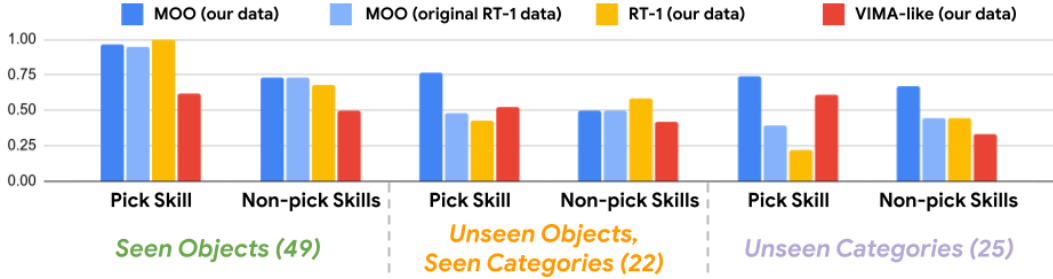 MOO (our data) MOO (original RT-1 data) RT-1 (our data) VIMA-like (our data)
1.00
0.75
0.50
0.25
0.00
Pick Skill Non-pick Skills Pick Skill Non-pick Skills Pick Skill Non-pick Skills
Seen Objects (49)
Unseen Objects,
Seen Categories (22)
Unseen Categories (25)